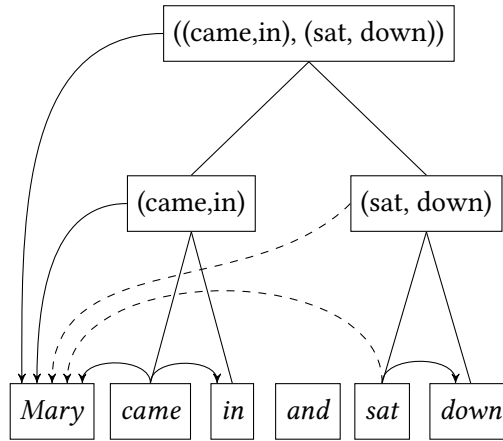 ((came,in), (sat, down))
(came,in) (sat, down)
Mary came in and sat down